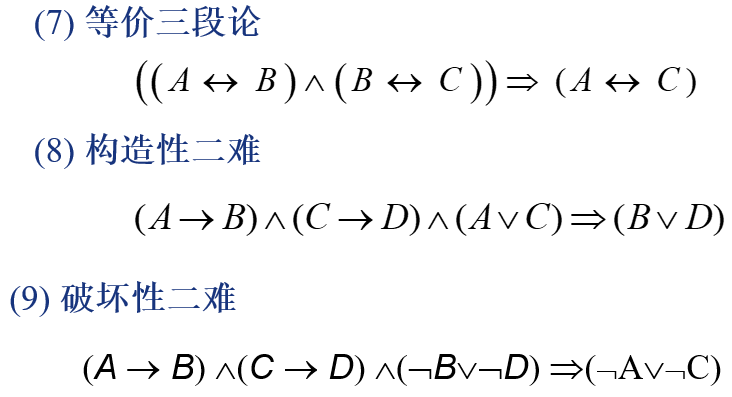 (7) 等价三段论
((A ↔ B)∧(B ↔ C))⇒ (A ↔ C)
(8) 构造性二难
(A→B)∧(C→D)∧(A∨C)⇒(B∨D)
(9) 破坏性二难
(A → B) ∧(C → D) ∧(¬B∨¬D) ⇒(¬A∨¬C)